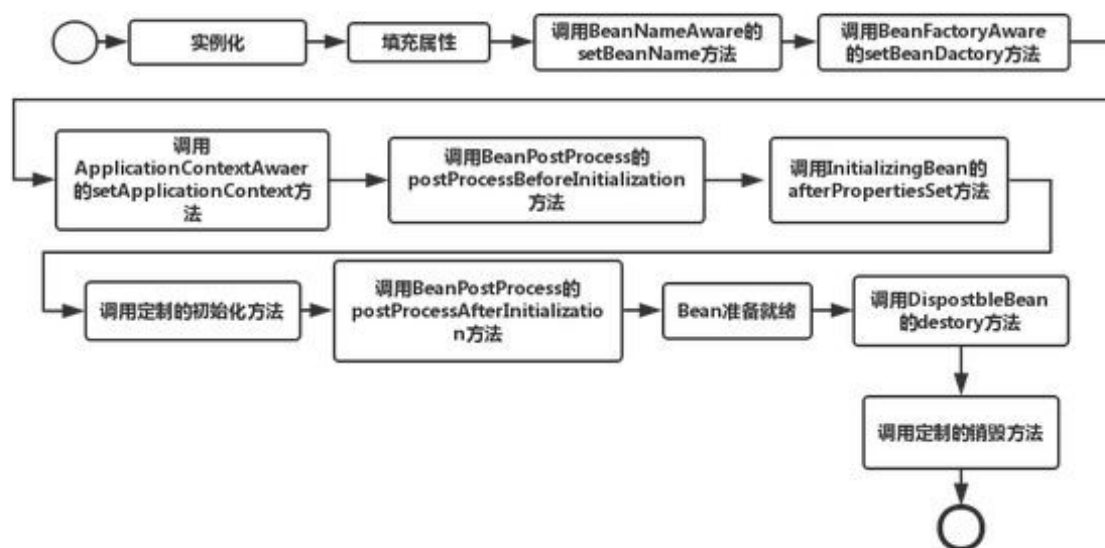 实例化
填充属性
调用BeanNameAware的
setBeanName方法
调用BeanFactoryAware
的setBeanDactory方法
调用
ApplicationContextAwaer
的setApplicationContext方
法
调用BeanPostProcess的
postProcessBeforeInitialization
方法
调用InitializingBean的
afterPropertiesSet方法
调用定制的初始化方法
调用BeanPostProcess的
postProcessAfterInitializatio
n方法
Bean准备就绪
调用DispostbleBean
的destory方法
调用定制的销毁方法